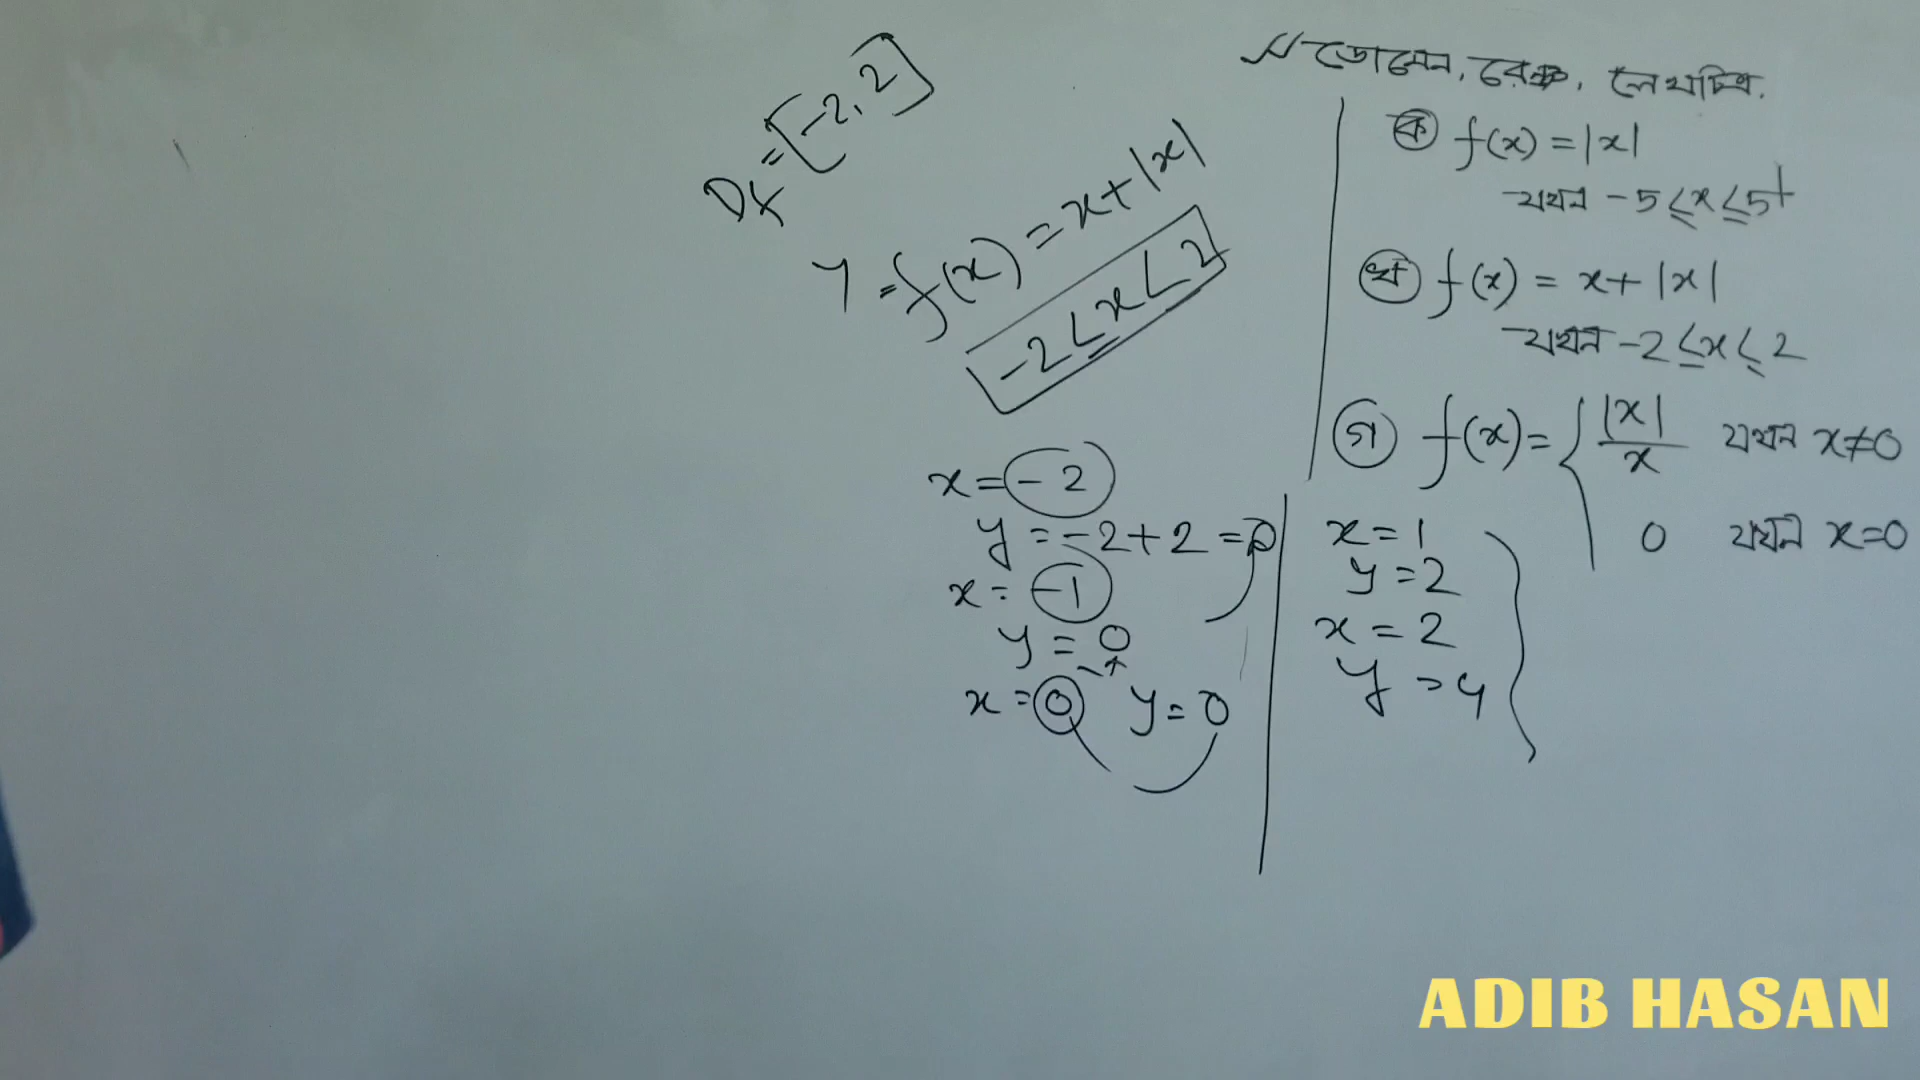 ডোমেন, রেঞ্জ, লেখচিত্র.
ক f(x) = |x|
যখন -5 ≤ x ≤ 5
খ f(x) = x + |x|
যখন -2 ≤ x ≤ 2
গ f(x) = { |x|/x যখন x ≠ 0
0 যখন x = 0
Df = [-2, 2]
Y = f(x) = x + |x|
-2 ≤ x < 2
x = -2
y = -2 + 2 = 0
x = -1
y = 0
x = 0 y = 0
x = 1
y = 2
x = 2
y = 4
ADIB HASAN